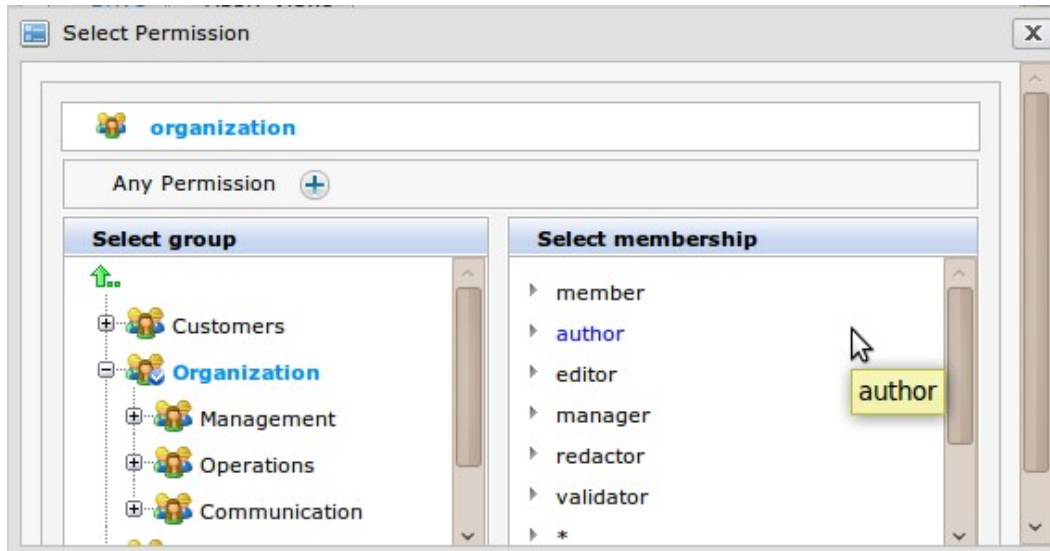 Select Permission
X
organization
Any Permission
Select group
Customers
Organization
Management
Operations
Communication
Select membership
member
author
editor
author
manager
redactor
validator
*